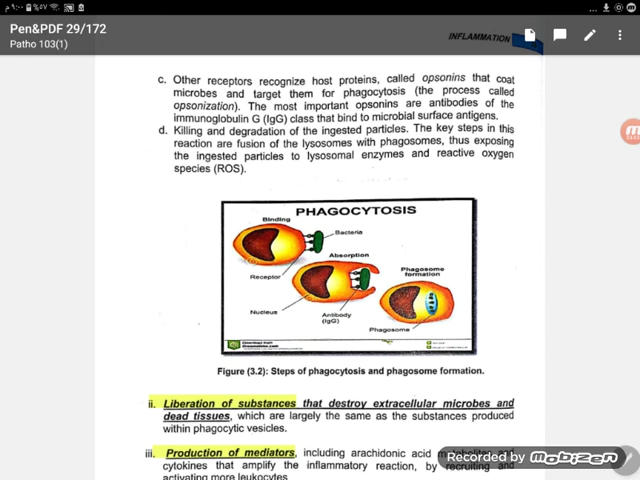 ٩:٠٠ م
%٥٧
Pen&PDF 29/172
Patho 103(1)
INFLAMMATION
c. Other receptors recognize host proteins, called opsonins that coat
microbes and target them for phagocytosis (the process called
opsonization). The most important opsonins are antibodies of the
immunoglobulin G (IgG) class that bind to microbial surface antigens.
d. Killing and degradation of the ingested particles. The key steps in this
reaction are fusion of the lysosomes with phagosomes, thus exposing
the ingested particles to lysosomal enzymes and reactive oxygen
species (ROS).
PHAGOCYTOSIS
Binding
Bacteria
Absorption
Receptor
Phagosome
formation
Nucleus
Antibody
(IgG)
Phagosome
Figure (3.2): Steps of phagocytosis and phagosome formation.
ii. Liberation of substances that destroy extracellular microbes and
dead tissues, which are largely the same as the substances produced
within phagocytic vesicles.
iii. Production of mediators, including arachidonic acid
cytokines that amplify the inflammatory reaction, by recruiting and
activating more leukocytes
Recorded by Mobizen